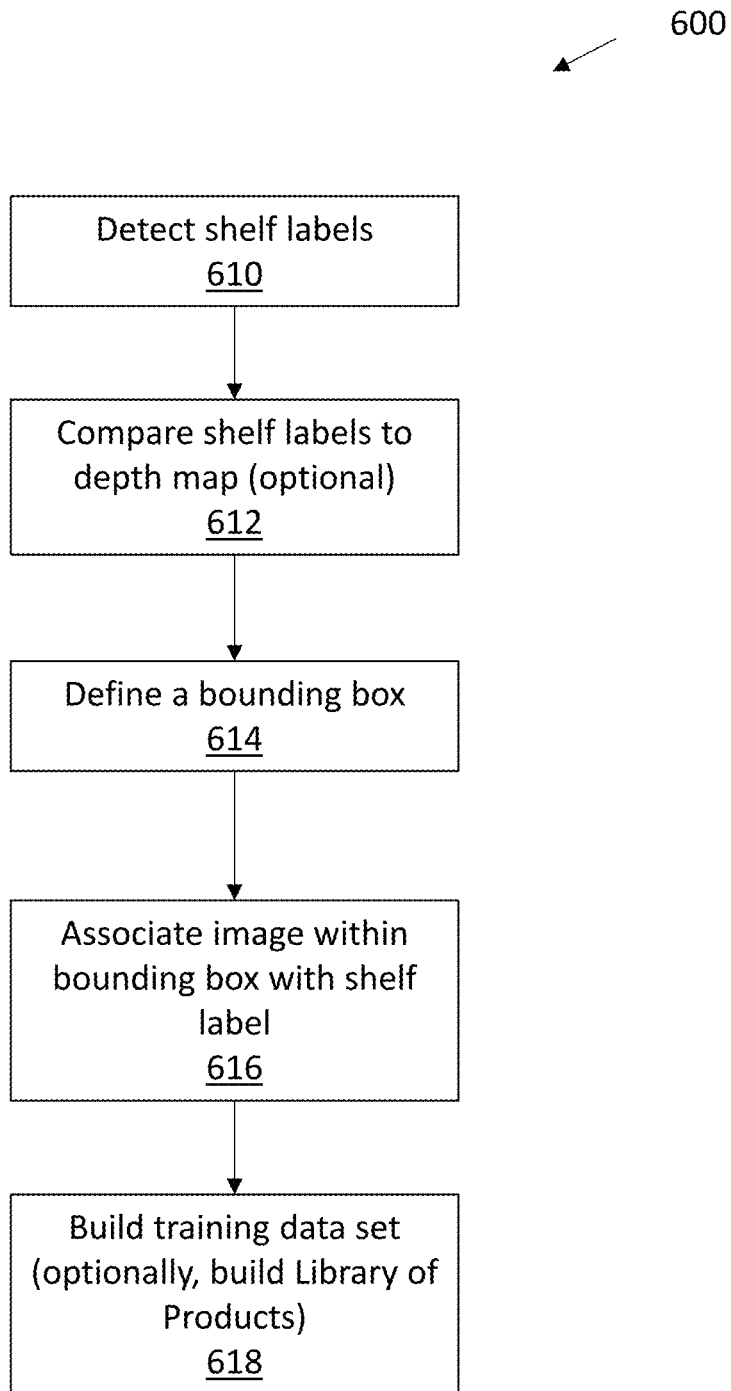 600
Detect shelf labels
610
Compare shelf labels to
depth map (optional)
612
Define a bounding box
614
Associate image within
bounding box with shelf
label
616
Build training data set
(optionally, build Library of
Products)
618